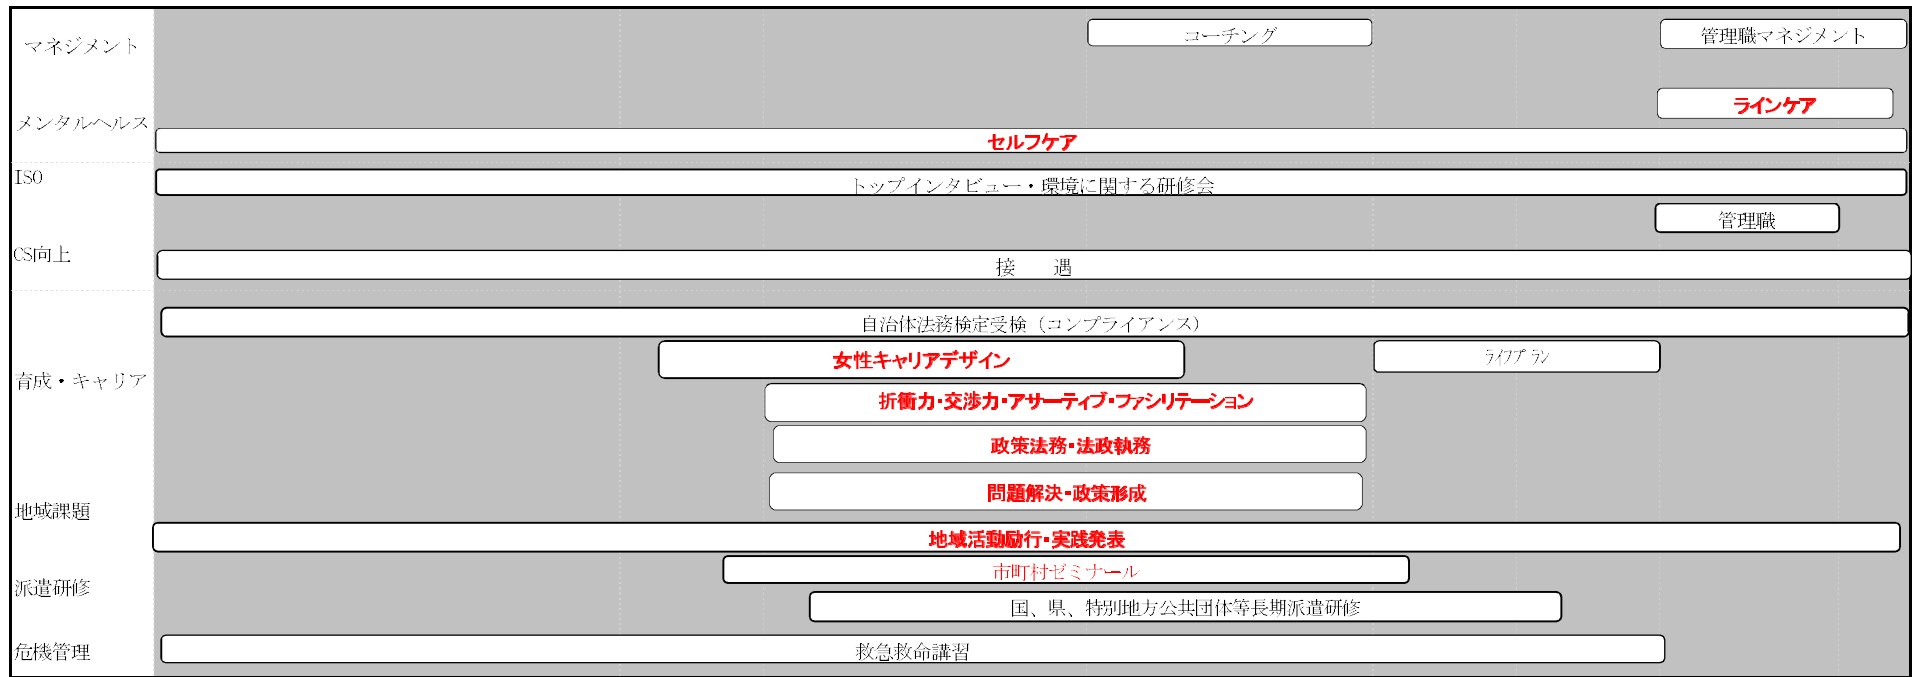 マネジメント
コーチング
管理職マネジメント
ラインケア
メンタルヘルス
セルフケア
ISO
トップインタビュー・環境に関する研修会
管理職
CS向上
接　　遇
自治体法務検定受検（コンプライアンス）
女性キャリアデザイン
ﾗｲﾌﾌﾟﾗﾝ
育成・キャリア
折衝力・交渉力・アサーティブ・ファシリテーション
政策法務・法政執務
問題解決・政策形成
地域課題
地域活動励行・実践発表
市町村ゼミナール
派遣研修
国、県、特別地方公共団体等長期派遣研修
危機管理
救急救命講習